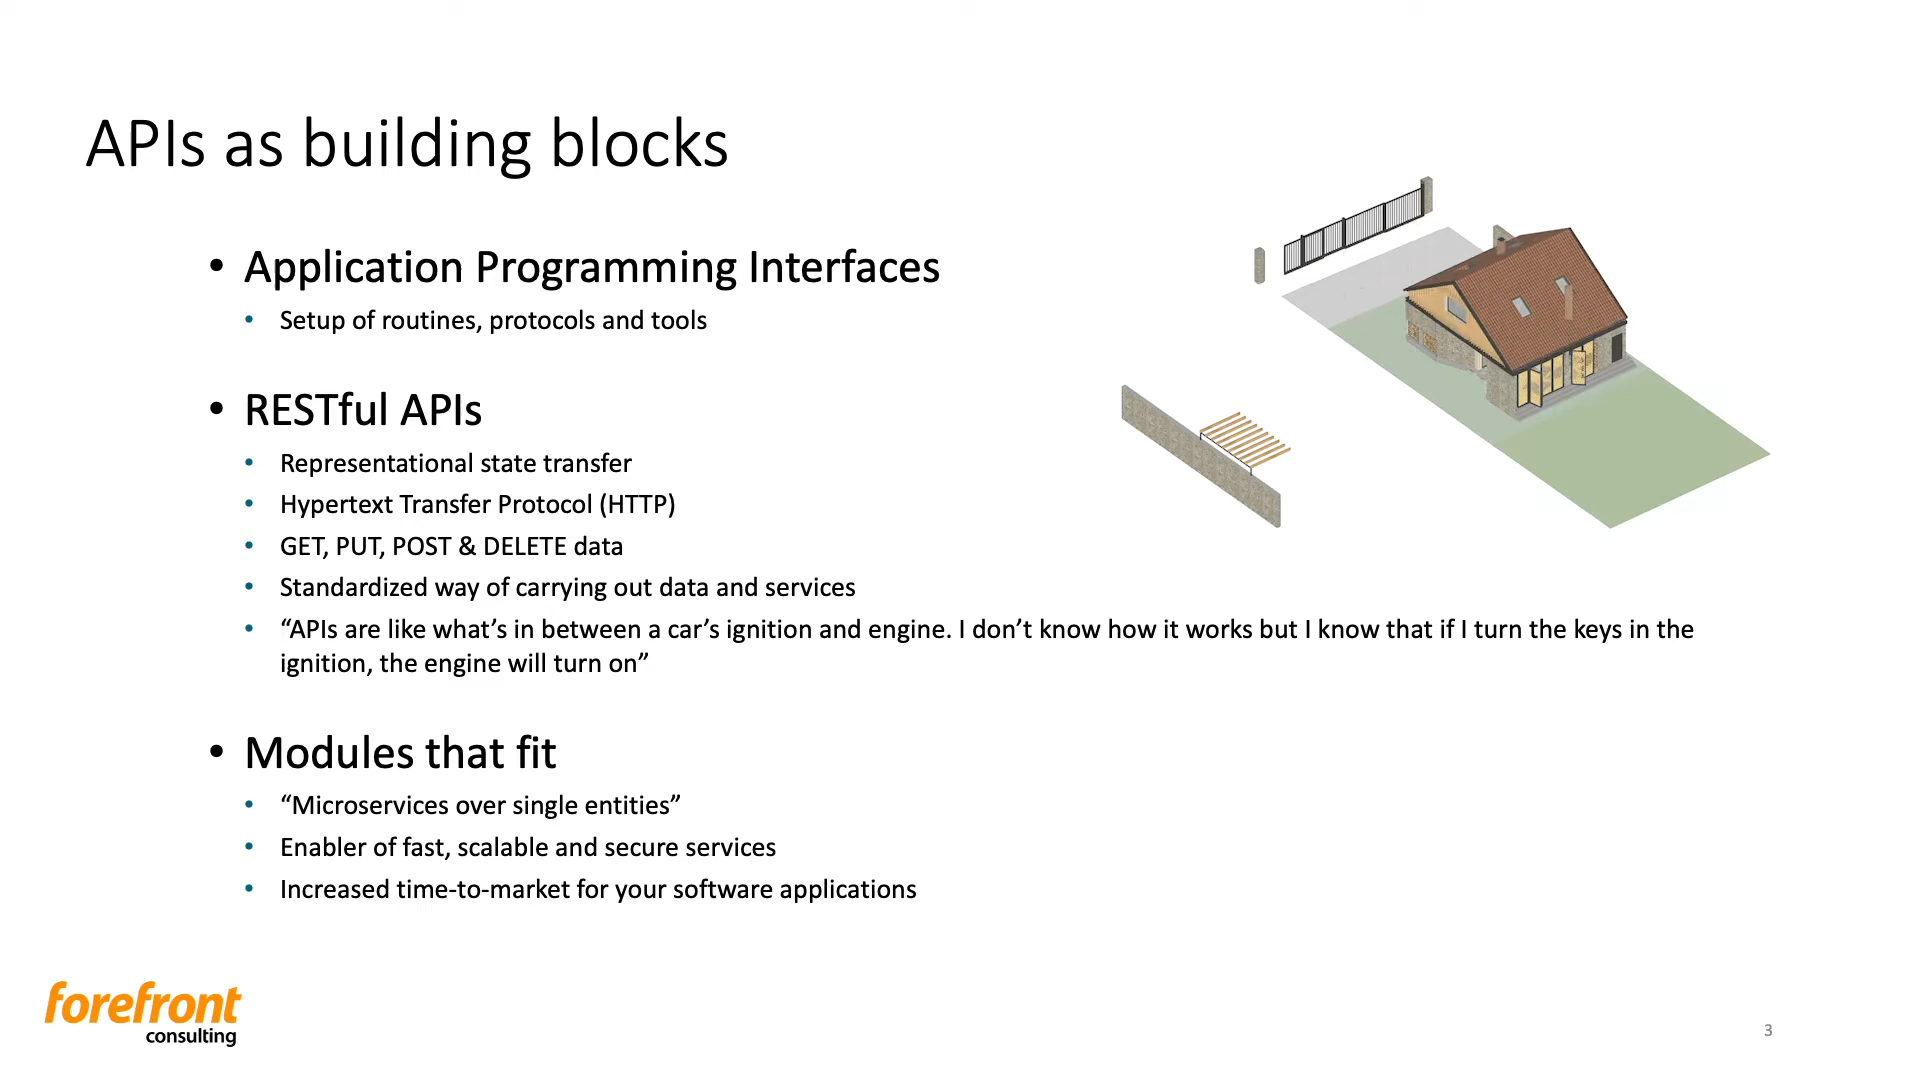 APIs as building blocks
• Application Programming Interfaces
• Setup of routines, protocols and tools
• RESTful APIs
• Representational state transfer
• Hypertext Transfer Protocol (HTTP)
• GET, PUT, POST & DELETE data
• Standardized way of carrying out data and services
• “APIs are like what’s in between a car’s ignition and engine. I don’t know how it works but I know that if I turn the keys in the
ignition, the engine will turn on”
• Modules that fit
• “Microservices over single entities”
• Enabler of fast, scalable and secure services
• Increased time-to-market for your software applications
forefront
consulting
3